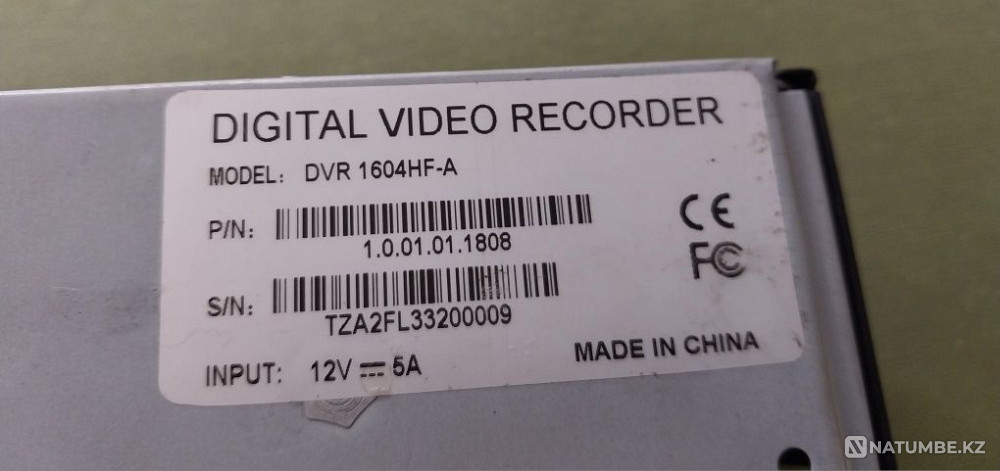 DIGITAL VIDEO RECORDER
MODEL: DVR 1604HF-A
P/N:
1.0.01.01.1808
CE
FC
S/N:
TZA2FL33200009
INPUT: 12V ⎓ 5A
MADE IN CHINA
NATUMBE.KZ